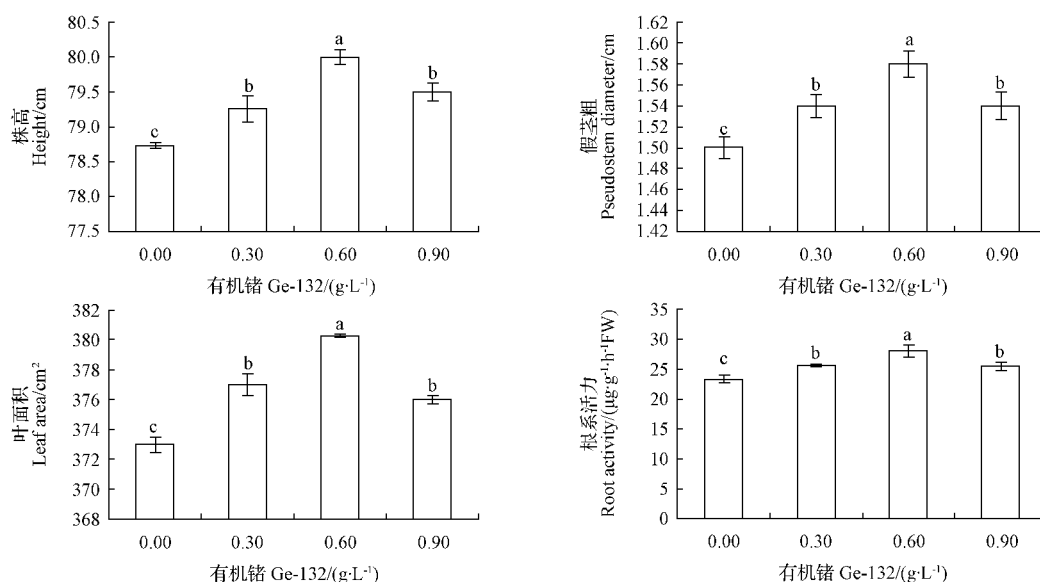 80.5
80.0
79.5
79.0
78.5
78.0
77.5
株高
Height/cm
c
b
a
b
0.00 0.30 0.60 0.90
有机锗 Ge-132/(g·L⁻¹)
1.62
1.60
1.58
1.56
1.54
1.52
1.50
1.48
1.46
1.44
1.42
假茎粗
Pseudostem diameter/cm
c
b
a
b
0.00 0.30 0.60 0.90
有机锗 Ge-132/(g·L⁻¹)
382
380
378
376
374
372
370
368
叶面积
Leaf area/cm²
c
b
a
b
0.00 0.30 0.60 0.90
有机锗 Ge-132/(g·L⁻¹)
35
30
25
20
15
10
5
0
根系活力
Root activity/(μg·g⁻¹·h⁻¹FW)
c
b
a
b
0.00 0.30 0.60 0.90
有机锗 Ge-132/(g·L⁻¹)